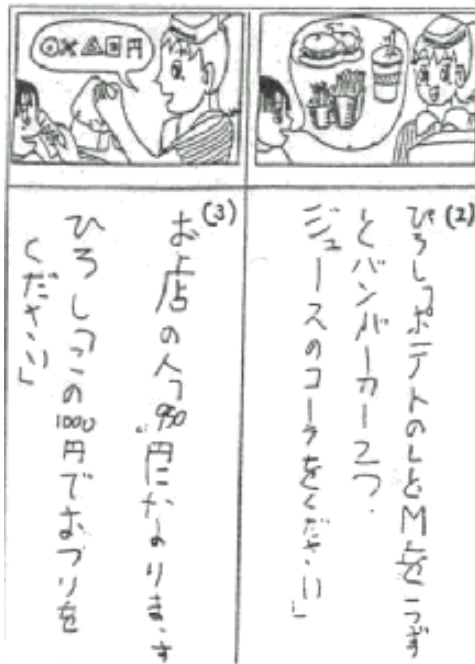 (2)
ひろし「ポテトのLとMを一つず
とバンバーガー2つ.
ジュースのコーラをください」
◎×△□円
(3)
お店の人「950円になります
ひろし「この1000円でおつりを
ください」